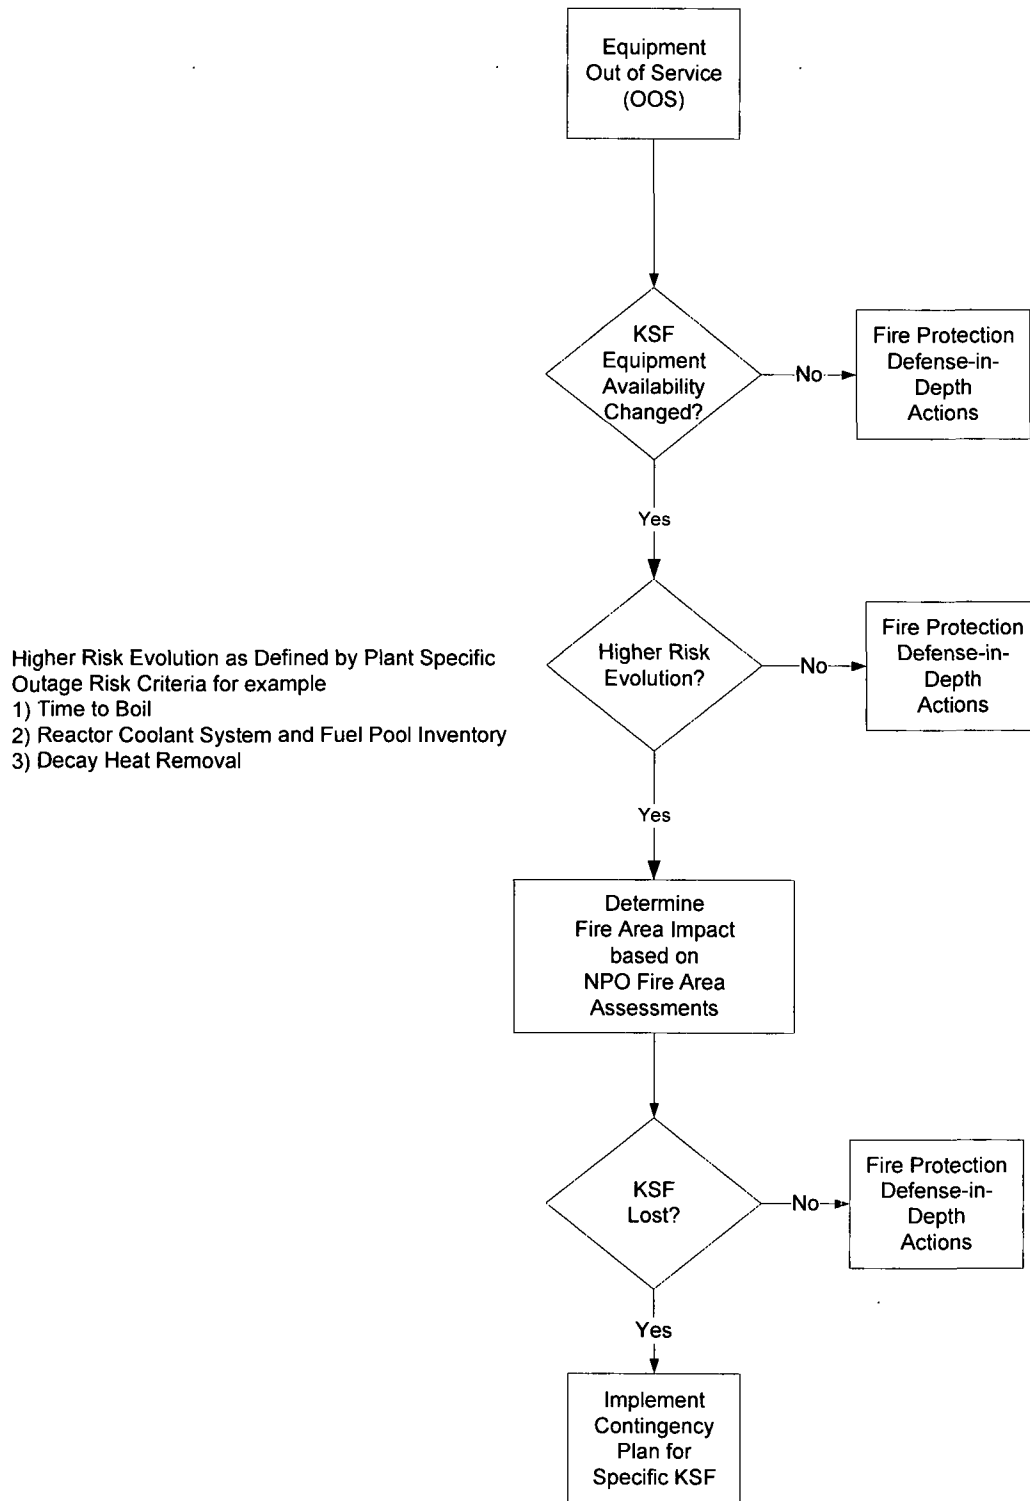 Equipment
Out of Service
(OOS)
KSF
Equipment
Availability
Changed?
No
Fire Protection
Defense-in-
Depth
Actions
Yes
Higher Risk
Evolution?
No
Fire Protection
Defense-in-
Depth
Actions
Higher Risk Evolution as Defined by Plant Specific
Outage Risk Criteria for example
1) Time to Boil
2) Reactor Coolant System and Fuel Pool Inventory
3) Decay Heat Removal
Yes
Determine
Fire Area Impact
based on
NPO Fire Area
Assessments
KSF
Lost?
No
Fire Protection
Defense-in-
Depth
Actions
Yes
Implement
Contingency
Plan for
Specific KSF